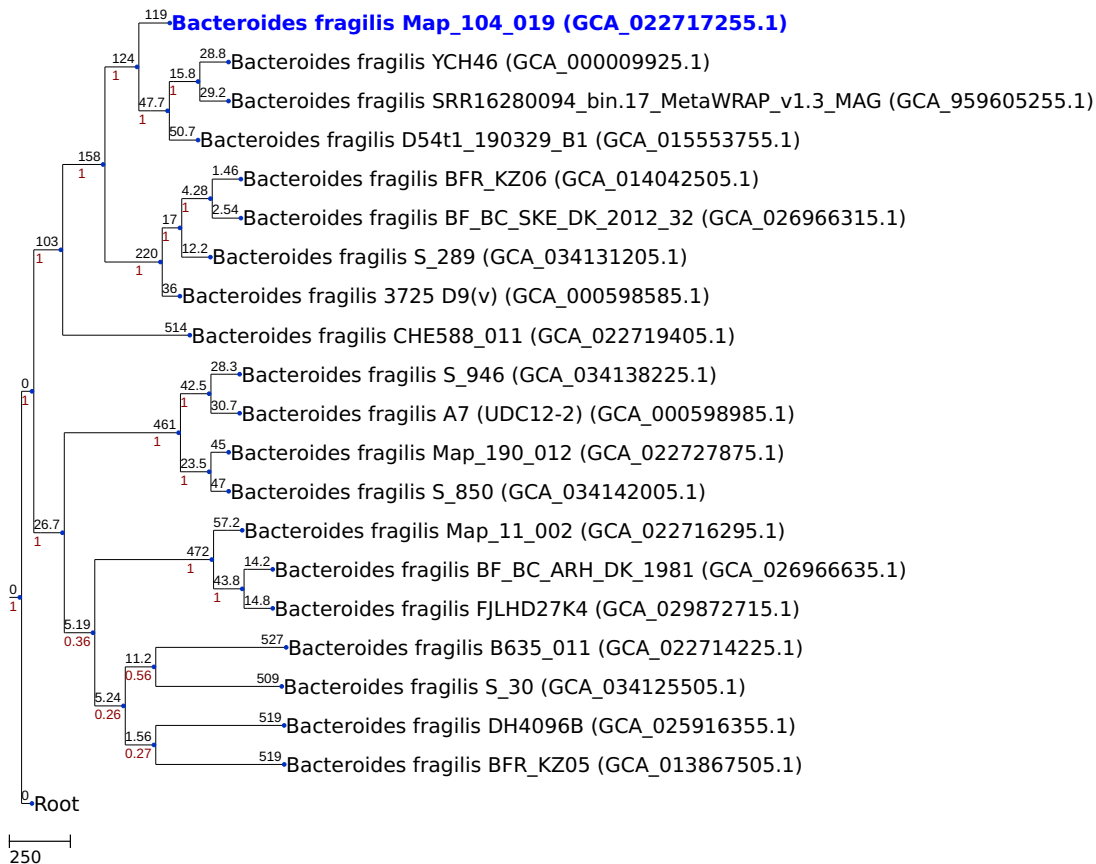 119
Bacteroides fragilis Map_104_019 (GCA_022717255.1)
124
1
28.8
Bacteroides fragilis YCH46 (GCA_000009925.1)
15.8
1
29.2
Bacteroides fragilis SRR16280094_bin.17_MetaWRAP_v1.3_MAG (GCA_959605255.1)
47.7
1
50.7
Bacteroides fragilis D54t1_190329_B1 (GCA_015553755.1)
158
1
1.46
Bacteroides fragilis BFR_KZ06 (GCA_014042505.1)
4.28
1
2.54
Bacteroides fragilis BF_BC_SKE_DK_2012_32 (GCA_026966315.1)
17
1
12.2
Bacteroides fragilis S_289 (GCA_034131205.1)
220
1
36
Bacteroides fragilis 3725 D9(v) (GCA_000598585.1)
103
1
514
Bacteroides fragilis CHE588_011 (GCA_022719405.1)
0
1
28.3
Bacteroides fragilis S_946 (GCA_034138225.1)
42.5
1
30.7
Bacteroides fragilis A7 (UDC12-2) (GCA_000598985.1)
461
1
45
Bacteroides fragilis Map_190_012 (GCA_022727875.1)
23.5
1
47
Bacteroides fragilis S_850 (GCA_034142005.1)
26.7
1
57.2
Bacteroides fragilis Map_11_002 (GCA_022716295.1)
472
1
14.2
Bacteroides fragilis BF_BC_ARH_DK_1981 (GCA_026966635.1)
43.8
1
14.8
Bacteroides fragilis FJLHD27K4 (GCA_029872715.1)
0
1
5.19
0.36
527
Bacteroides fragilis B635_011 (GCA_022714225.1)
11.2
0.56
509
Bacteroides fragilis S_30 (GCA_034125505.1)
5.24
0.26
519
Bacteroides fragilis DH4096B (GCA_025916355.1)
1.56
0.27
519
Bacteroides fragilis BFR_KZ05 (GCA_013867505.1)
0
Root
250